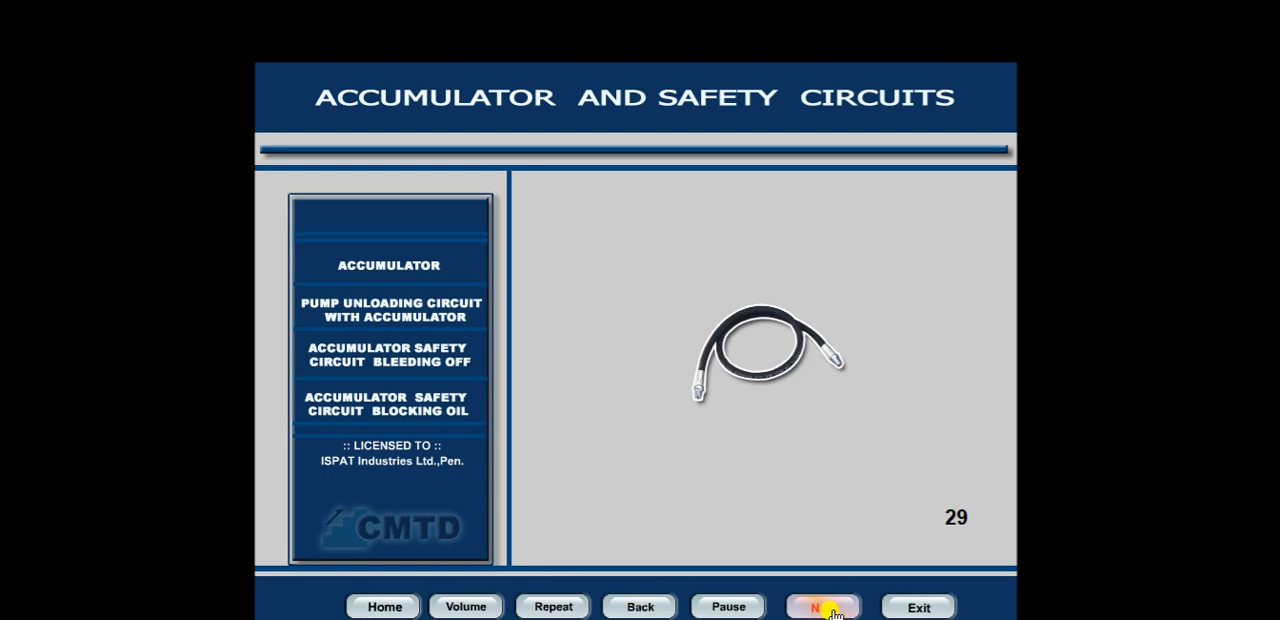 ACCUMULATOR AND SAFETY CIRCUITS
ACCUMULATOR
PUMP UNLOADING CIRCUIT
WITH ACCUMULATOR
ACCUMULATOR SAFETY
CIRCUIT BLEEDING OFF
ACCUMULATOR SAFETY
CIRCUIT BLOCKING OIL
:: LICENSED TO ::
ISPAT Industries Ltd.,Pen.
CMTD
29
Home Volume Repeat Back Pause Exit